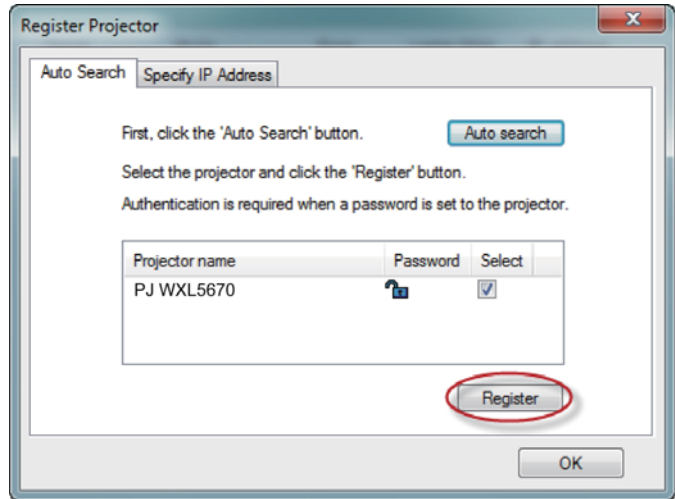 Register Projector
Auto Search Specify IP Address
First, click the 'Auto Search' button. Auto search
Select the projector and click the 'Register' button.
Authentication is required when a password is set to the projector.
Projector name Password Select
PJ WXL5670
Register
OK